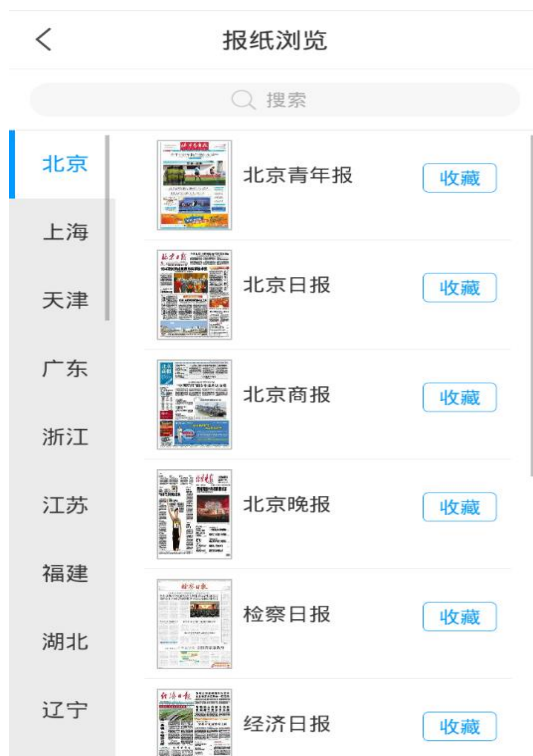 报纸浏览
搜索
北京
上海
天津
广东
浙江
江苏
福建
湖北
辽宁
北京青年报
收藏
北京日报
收藏
北京商报
收藏
北京晚报
收藏
检察日报
收藏
经济日报
收藏